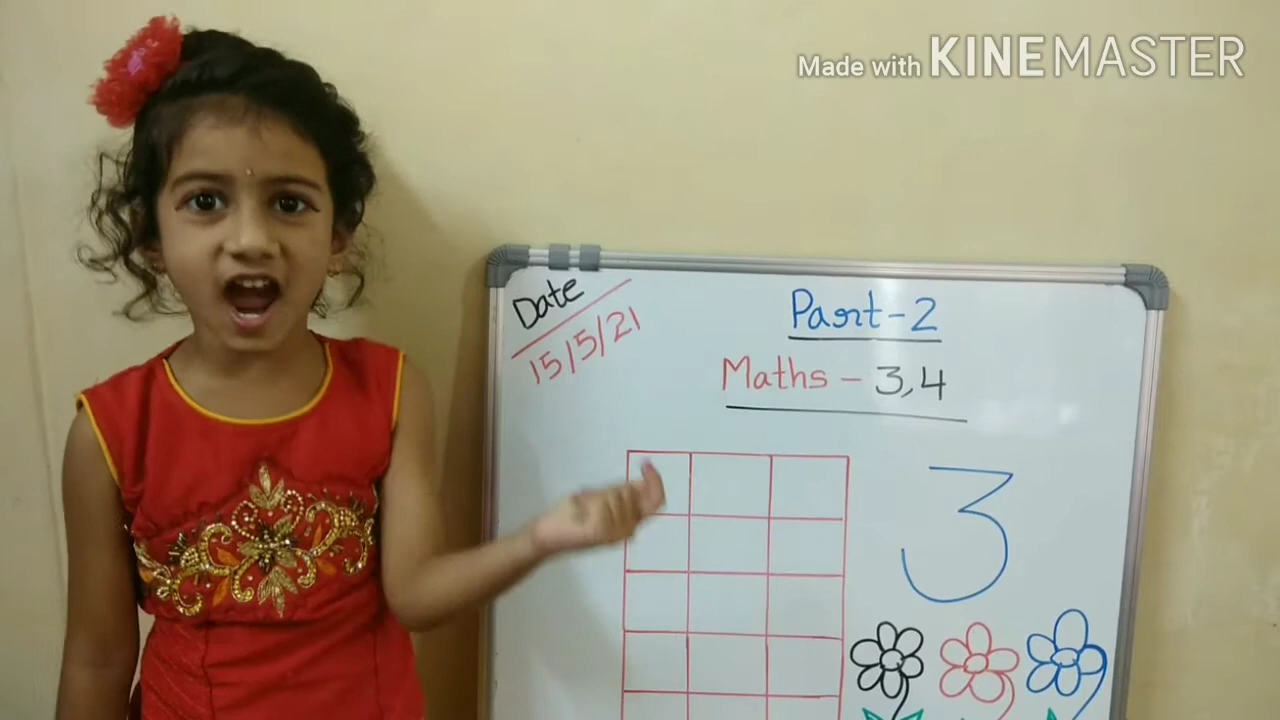 Made with KINEMASTER
Date
15/5/21
Part-2
Maths - 3,4
3